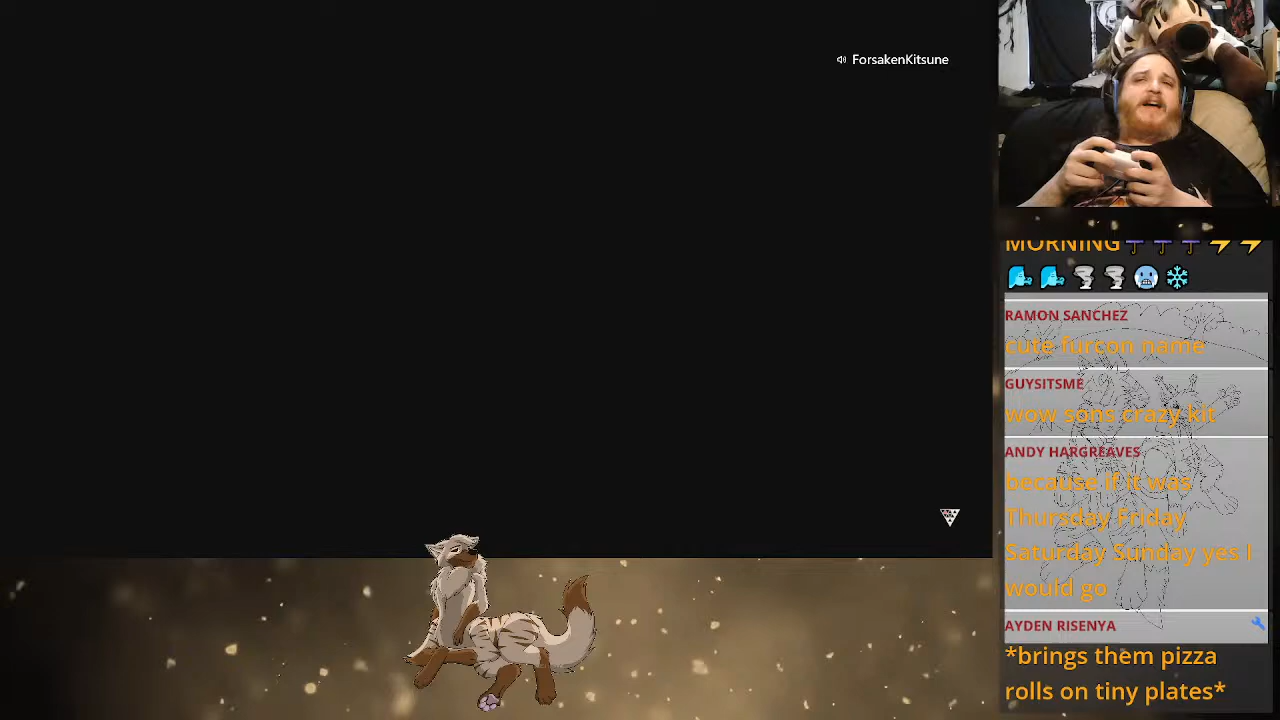 ForsakenKitsune
MORNING
RAMON SANCHEZ
cute furcon name
GUYSITSME
wow sons crazy kit
ANDY HARGREAVES
because if it was
Thursday Friday
Saturday Sunday yes I
would go
AYDEN RISENYA
*brings them pizza
rolls on tiny plates*